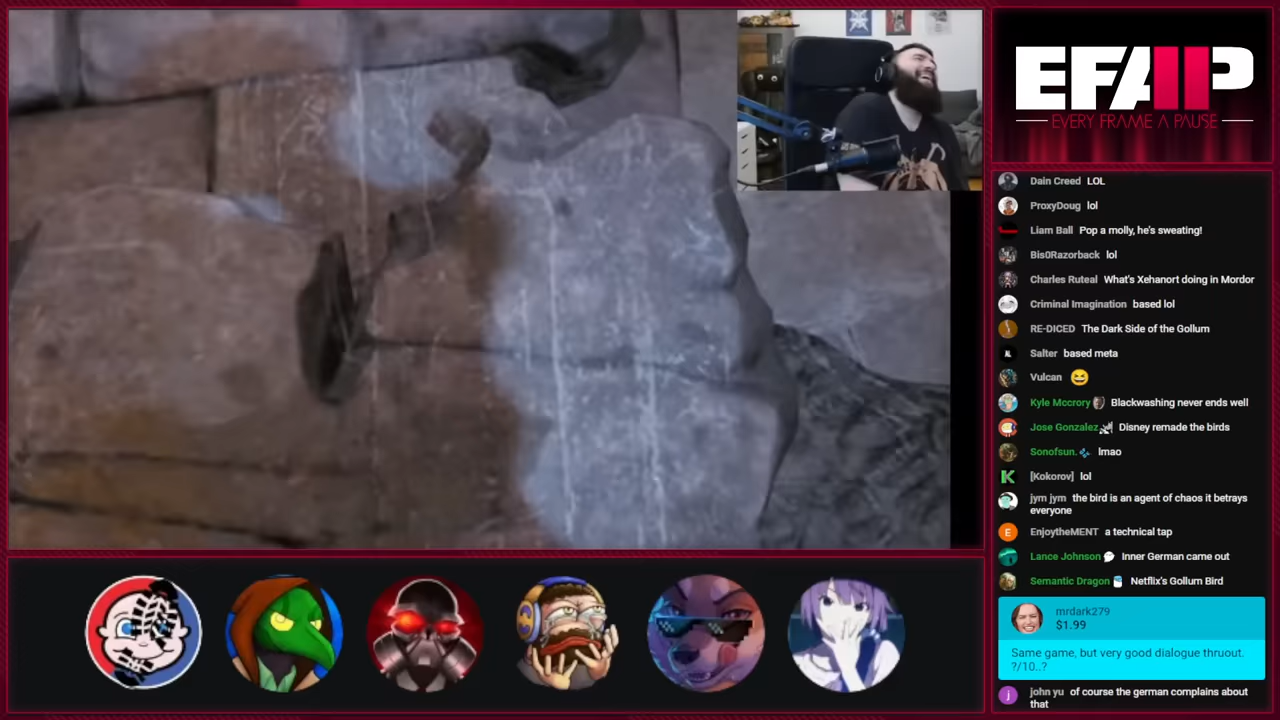 EFAP
EVERY FRAME A PAUSE
Dain Creed LOL
ProxyDoug lol
Liam Ball Pop a molly, he's sweating!
Bis0Razorback lol
Charles Ruteal What's Xehanort doing in Mordor
Criminal Imagination based lol
RE-DICED The Dark Side of the Gollum
Salter based meta
Vulcan 😆
Kyle Mccrory Blackwashing never ends well
Jose Gonzalez Disney remade the birds
Sonofsun. lmao
K [Kokorov] lol
jym jym the bird is an agent of chaos it betrays
everyone
E EnjoytheMENT a technical tap
Lance Johnson Inner German came out
Semantic Dragon Netflix's Gollum Bird
mrdark279
$1.99
Same game, but very good dialogue thruout.
?/10..?
j john yu of course the german complains about
that